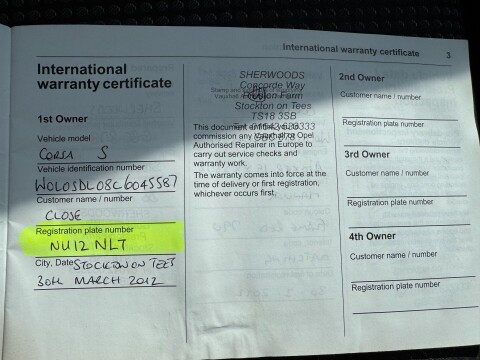 International warranty certificate 3
International
warranty certificate
1st Owner
Vehicle model
CORSA S
Vehicle identification number
W0L0SDL08C6045587
Customer name / number
CLOSE
Registration plate number
NU12 NLT
City, Date STOCKTON ON TEES
30th MARCH 2012
SHERWOODS
Concorde Way
Preston Farm
Stockton on Tees
TS18 3SB
This document entitles you to
commission any Vauxhall or Opel
Authorised Repairer in Europe to
carry out service checks and
warranty work.
The warranty comes into force at the
time of delivery or first registration,
whichever occurs first.
2nd Owner
Customer name / number
Registration plate number
3rd Owner
Customer name / number
Registration plate number
4th Owner
Customer name / number
Registration plate number